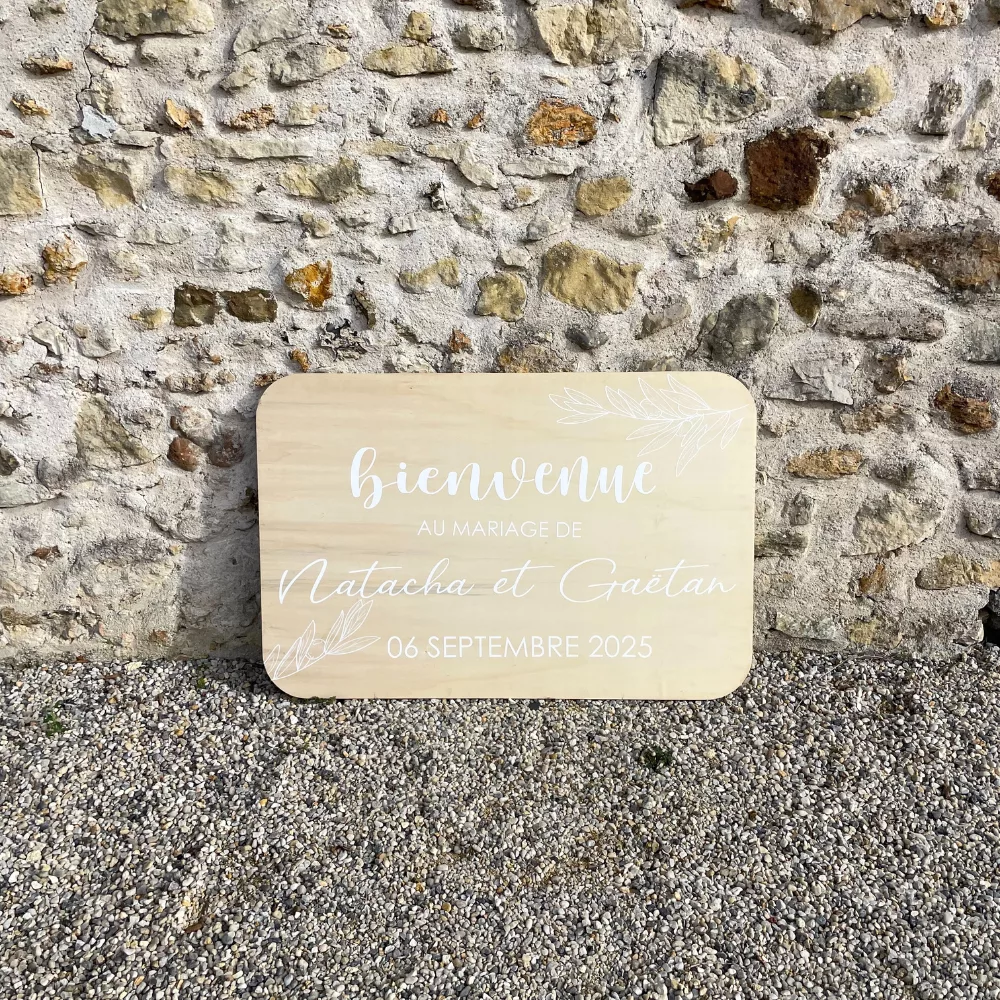 bienvenue
AU MARIAGE DE
Natacha et Gaëtan
06 SEPTEMBRE 2025